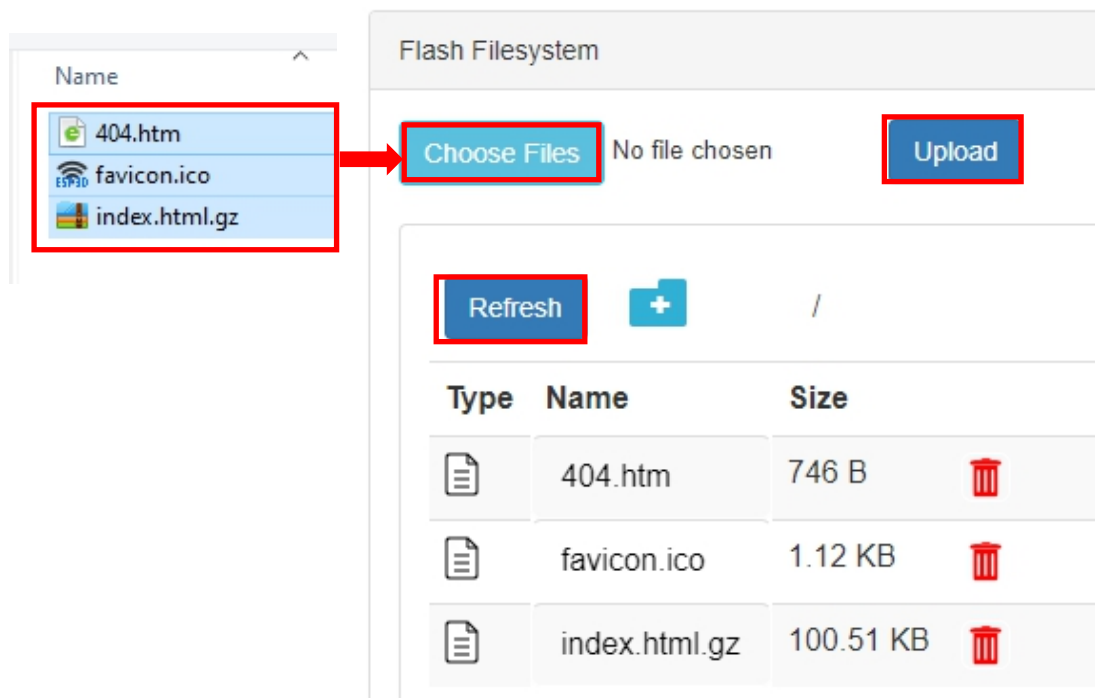 Name
404.htm
favicon.ico
index.html.gz
Flash Filesystem
Choose Files No file chosen Upload
Refresh /
Type Name Size
404.htm 746 B
favicon.ico 1.12 KB
index.html.gz 100.51 KB
ESP3D